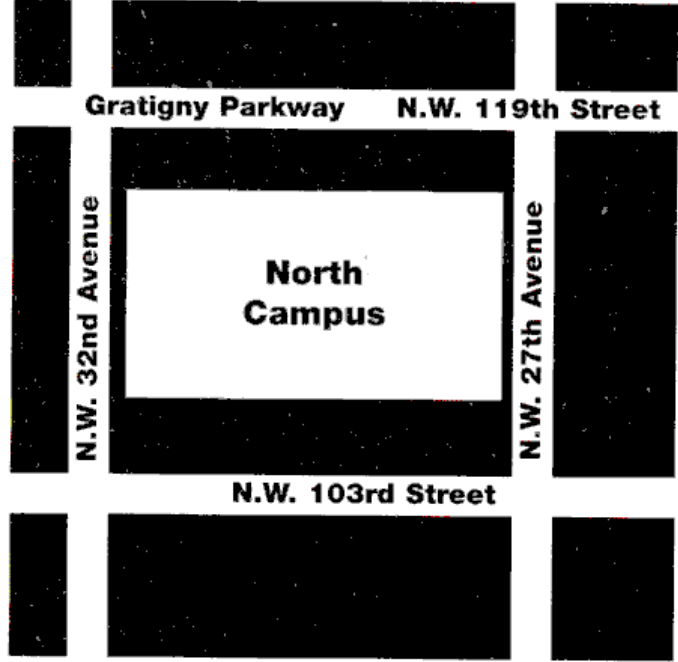 Gratigny Parkway N.W. 119th Street
N.W. 32nd Avenue
North
Campus
N.W. 27th Avenue
N.W. 103rd Street